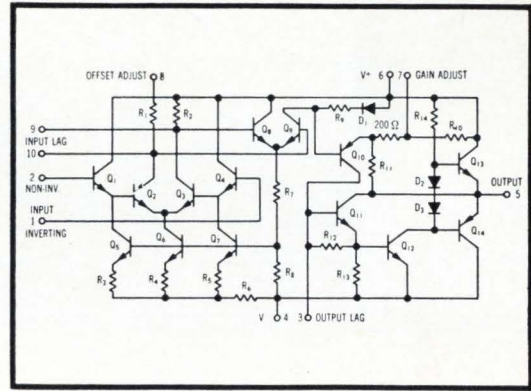 OFFSET ADJUST 8
V+ 6 7 GAIN ADJUST
R1
R2
R14
9
INPUT LAG
10
Q8
Q9
R9
D1
200 Ω
R10
Q10
Q13
2
NON-INV.
Q1
Q2
Q3
Q4
R11
D2
OUTPUT
5
INPUT
1
INVERTING
R7
Q11
D3
Q5
Q6
Q7
R12
Q12
Q14
R3
R4
R5
R8
R13
R6
V 4
3 OUTPUT LAG